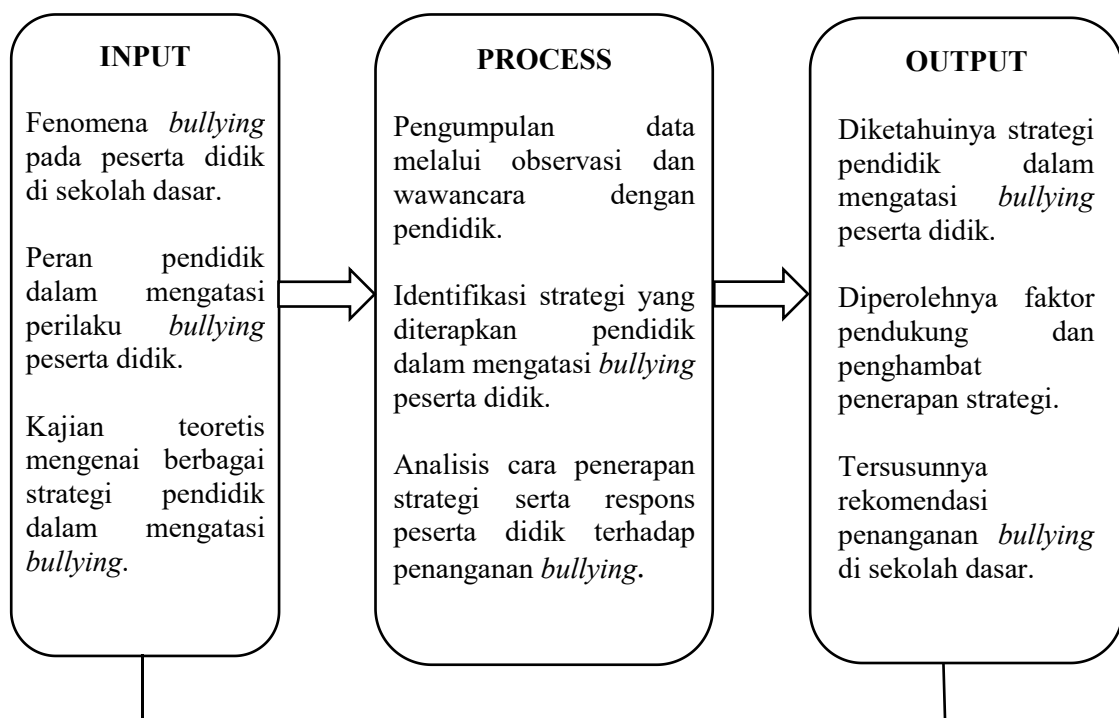 INPUT
Fenomena bullying
pada peserta didik
di sekolah dasar.
Peran pendidik
dalam mengatasi
perilaku bullying
peserta didik.
Kajian teoretis
mengenai berbagai
strategi pendidik
dalam mengatasi
bullying.
PROCESS
Pengumpulan data
melalui observasi dan
wawancara dengan
pendidik.
Identifikasi strategi yang
diterapkan pendidik
dalam mengatasi bullying
peserta didik.
Analisis cara penerapan
strategi serta respons
peserta didik terhadap
penanganan bullying.
OUTPUT
Diketahuinya strategi
pendidik dalam
mengatasi bullying
peserta didik.
Diperolehnya faktor
pendukung dan
penghambat
penerapan strategi.
Tersusunnya
rekomendasi
penanganan bullying
di sekolah dasar.